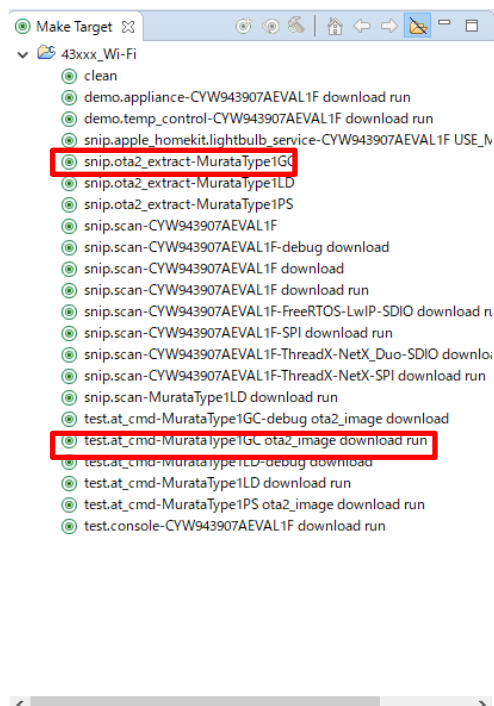 Make Target
43xxx_Wi-Fi
clean
demo.appliance-CYW943907AEVAL1F download run
demo.temp_control-CYW943907AEVAL1F download run
snip.apple_homekit.lightbulb_service-CYW943907AEVAL1F USE_M
snip.ota2_extract-MurataType1GC
snip.ota2_extract-MurataType1LD
snip.ota2_extract-MurataType1PS
snip.scan-CYW943907AEVAL1F
snip.scan-CYW943907AEVAL1F-debug download
snip.scan-CYW943907AEVAL1F download
snip.scan-CYW943907AEVAL1F download run
snip.scan-CYW943907AEVAL1F-FreeRTOS-LwIP-SDIO download ru
snip.scan-CYW943907AEVAL1F-SPI download run
snip.scan-CYW943907AEVAL1F-ThreadX-NetX_Duo-SDIO downloa
snip.scan-CYW943907AEVAL1F-ThreadX-NetX-SPI download run
snip.scan-MurataType1LD download run
test.at_cmd-MurataType1GC-debug ota2_image download
test.at_cmd-MurataType1GC ota2_image download run
test.at_cmd-MurataType1LD-debug download
test.at_cmd-MurataType1LD download run
test.at_cmd-MurataType1PS ota2_image download run
test.console-CYW943907AEVAL1F download run